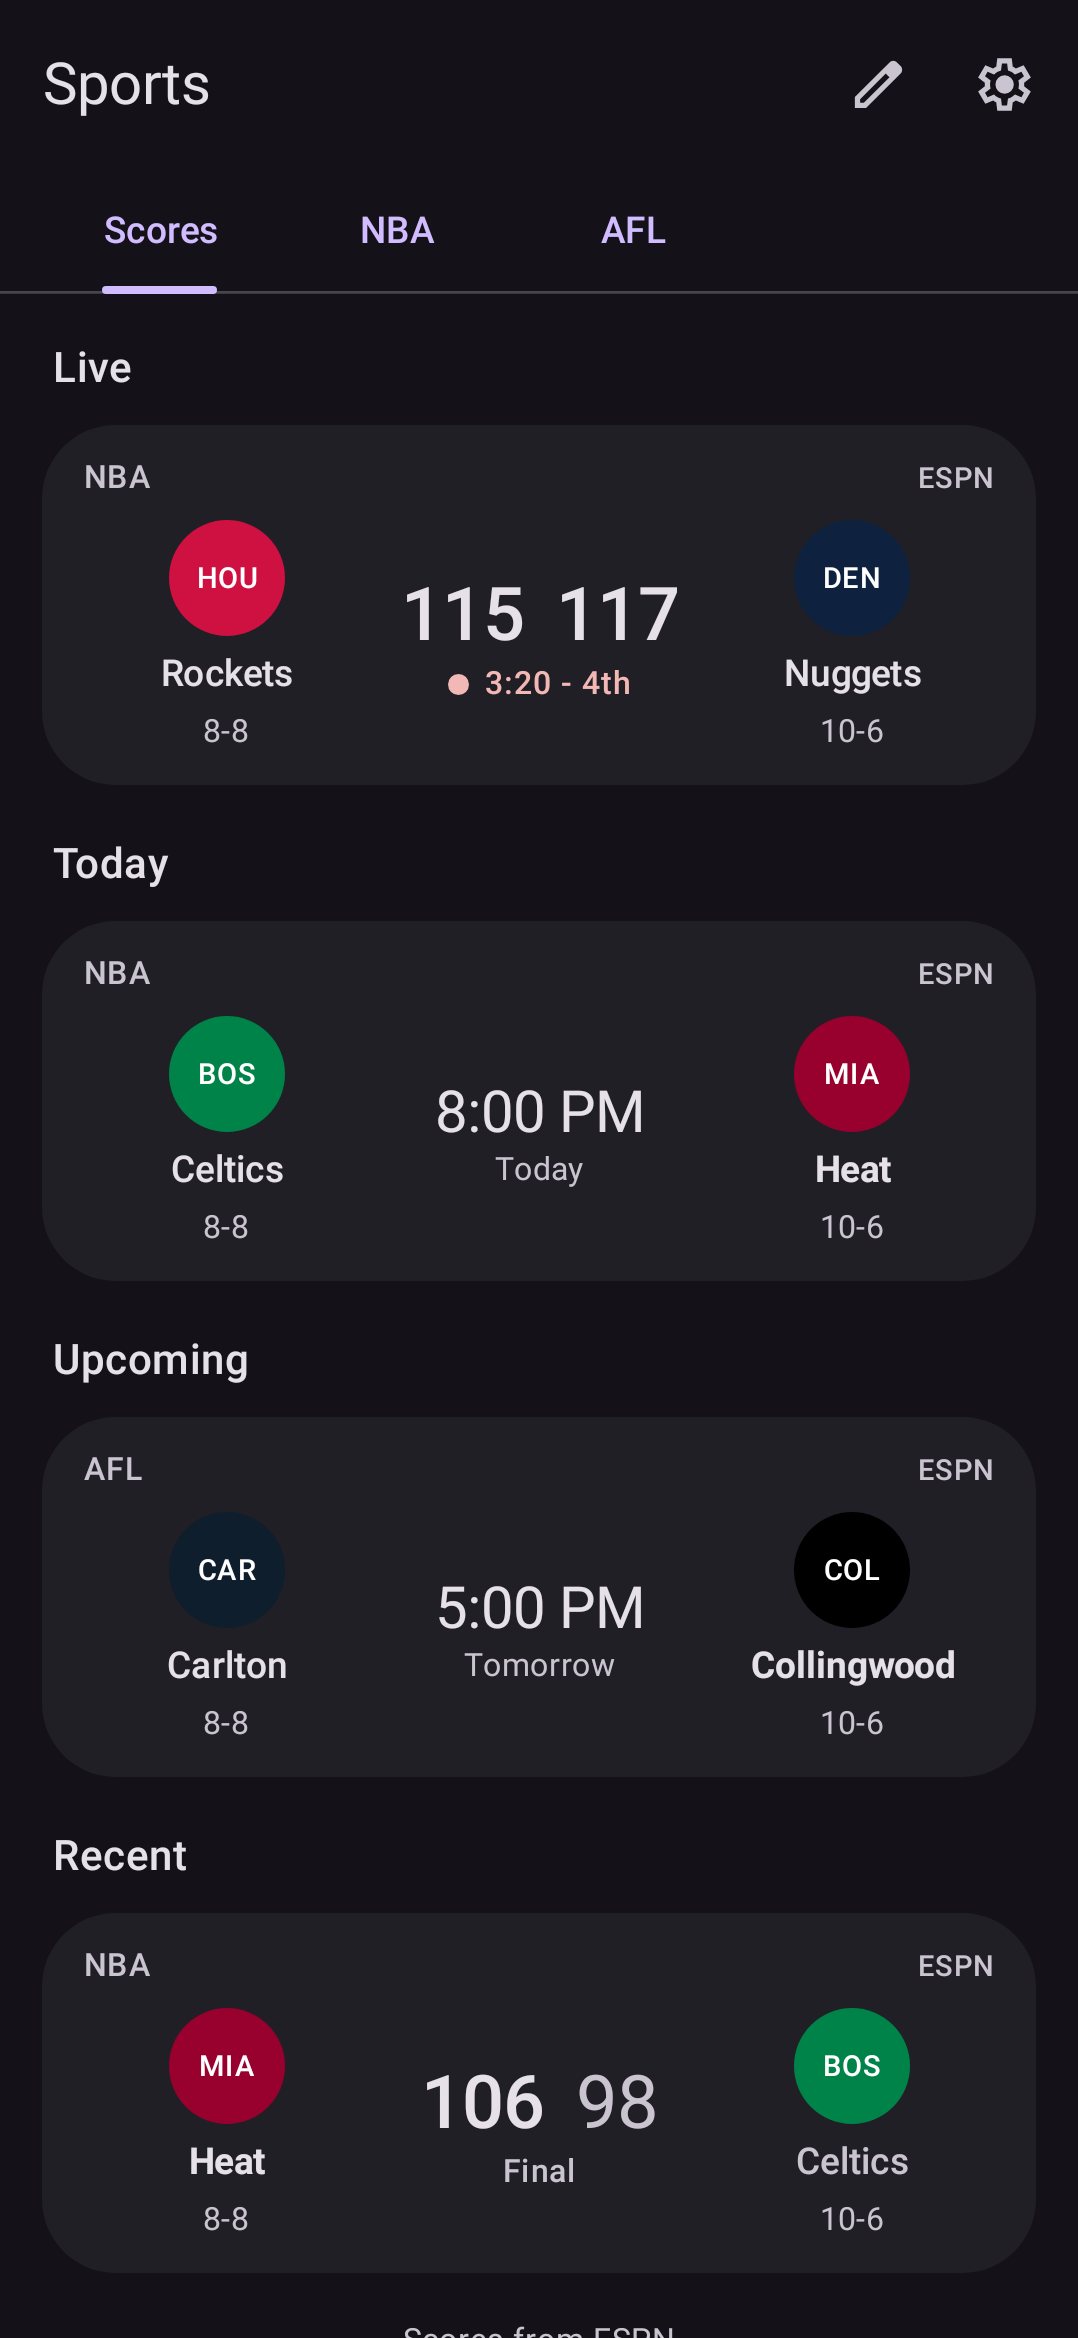 Sports
Scores NBA AFL
Live
NBA ESPN
HOU DEN
115 117
Rockets Nuggets
3:20 - 4th
8-8 10-6
Today
NBA ESPN
BOS MIA
8:00 PM
Celtics Today Heat
8-8 10-6
Upcoming
AFL ESPN
CAR COL
5:00 PM
Carlton Tomorrow Collingwood
8-8 10-6
Recent
NBA ESPN
MIA BOS
106 98
Heat Final Celtics
8-8 10-6
Scores from ESPN